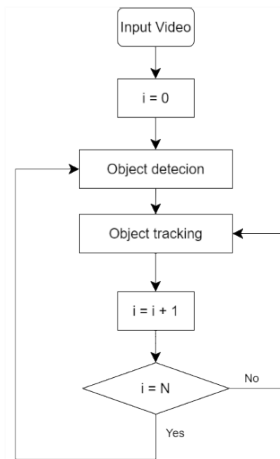 Input Video
i = 0
Object detecion
Object tracking
i = i + 1
i = N
No
Yes